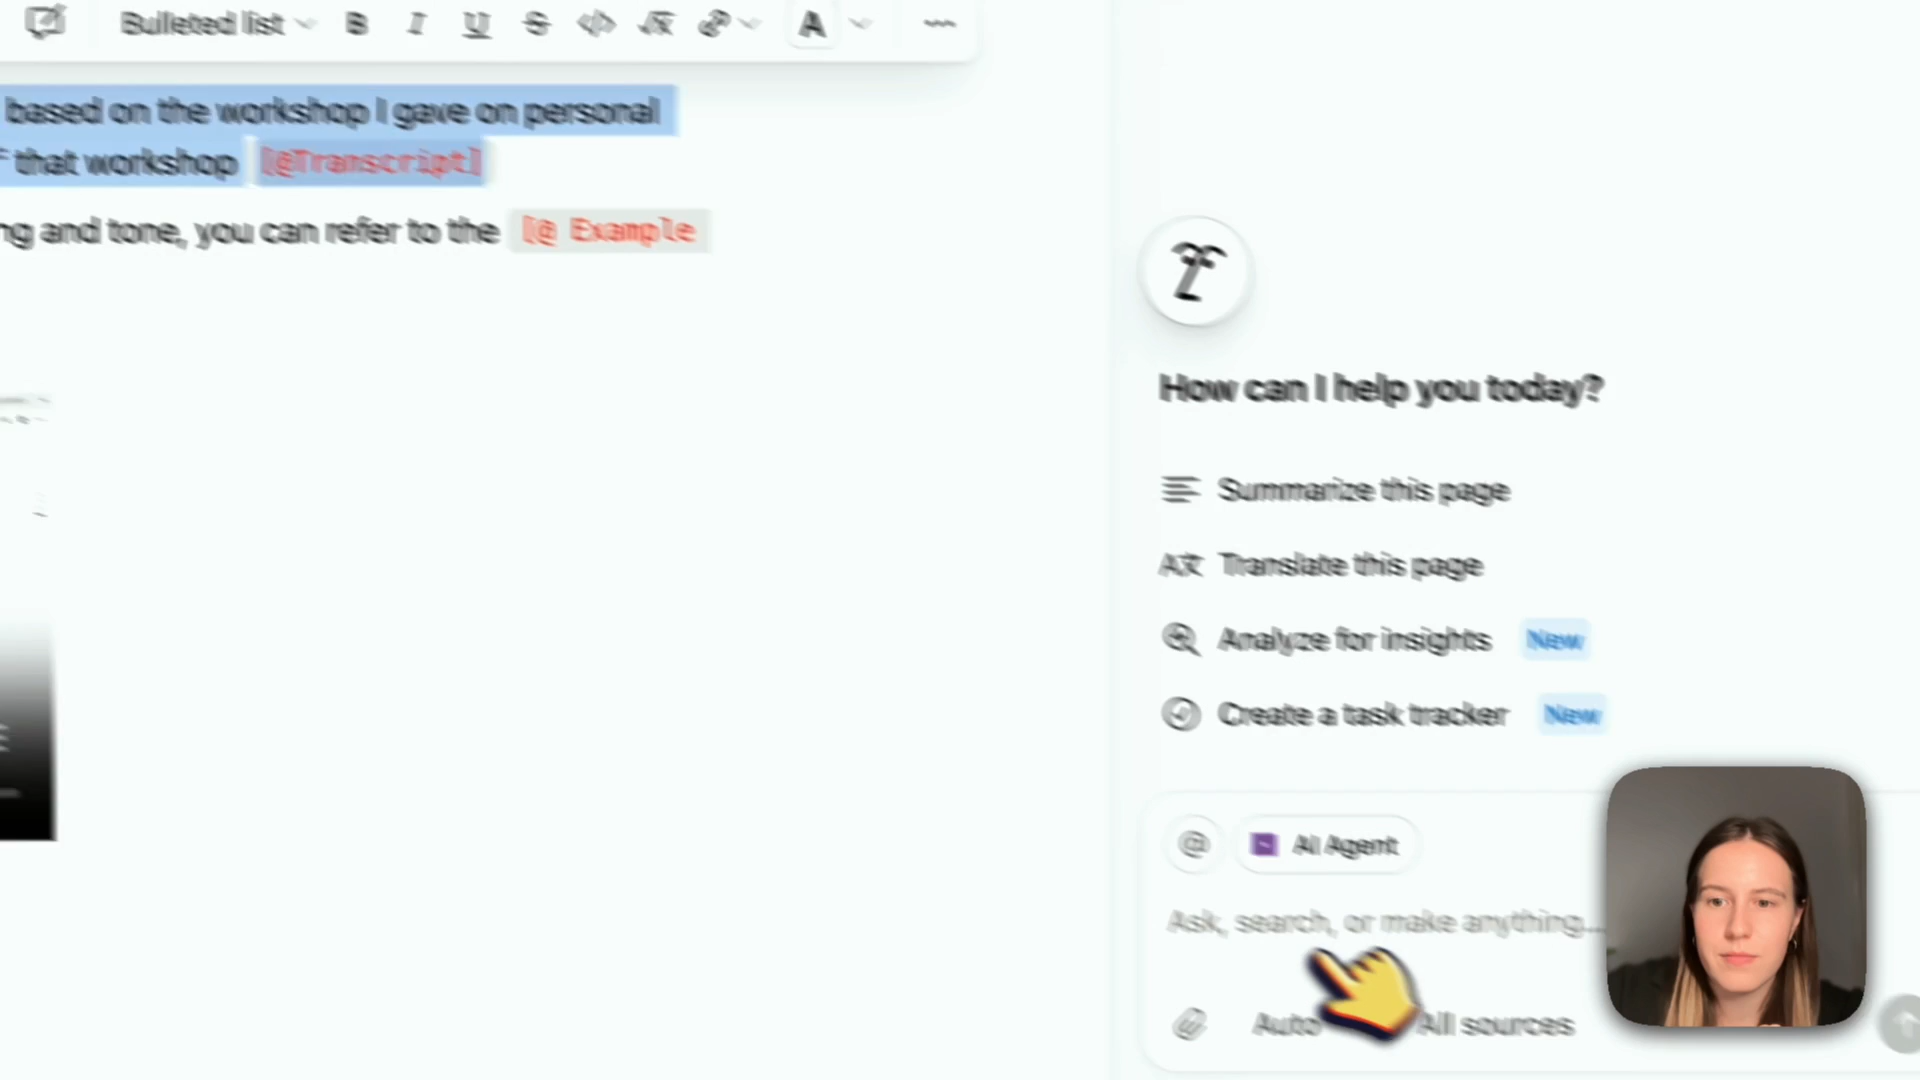 Bulleted list B I U S </> √x A
based on the workshop I gave on personal
that workshop [@Transcript]
ng and tone, you can refer to the [@ Example
How can I help you today?
Summarize this page
Translate this page
Analyze for insights New
Create a task tracker New
@ AI Agent
Ask, search, or make anything...
Auto All sources